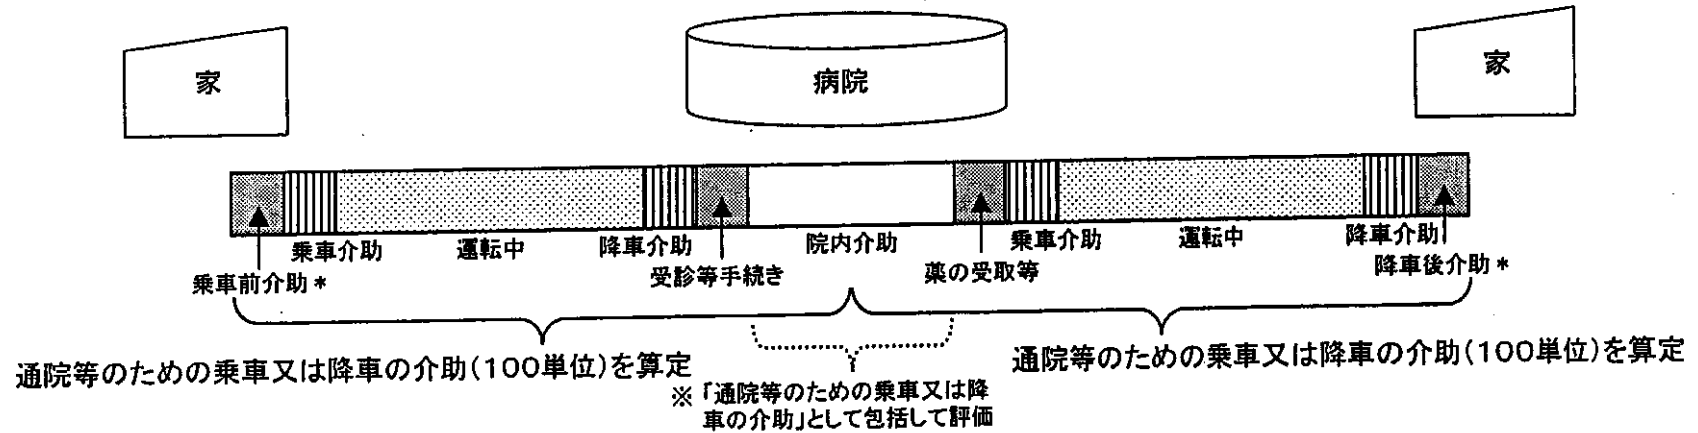 家
病院
家
乗車介助
運転中
降車介助
院内介助
乗車介助
運転中
降車介助
乗車前介助*
受診等手続き
薬の受取等
降車後介助*
通院等のための乗車又は降車の介助(100単位)を算定
通院等のための乗車又は降車の介助(100単位)を算定
※「通院等のための乗車又は降
車の介助」として包括して評価